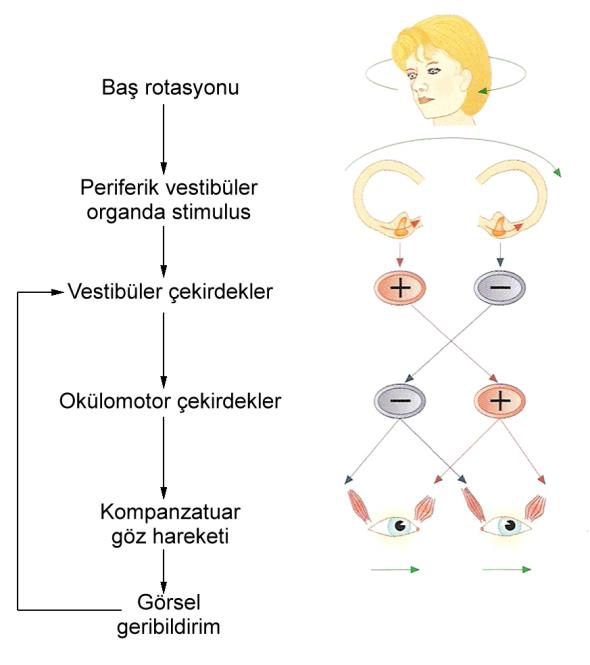 Baş rotasyonu
Periferik vestibüler
organda stimulus
Vestibüler çekirdekler
+
−
Okülomotor çekirdekler
−
+
Kompanzatuar
göz hareketi
Görsel
geribildirim